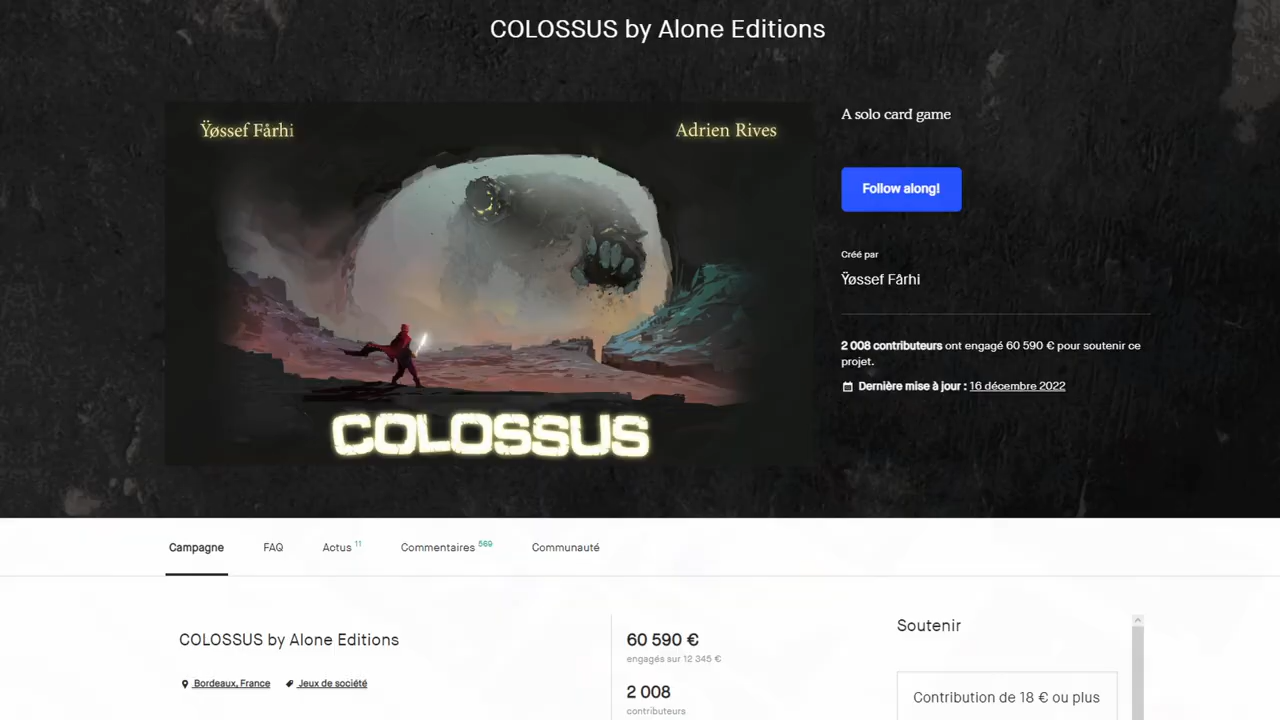 COLOSSUS by Alone Editions
Ÿøssef Fårhi
Adrien Rives
COLOSSUS
A solo card game
Follow along!
Créé par
Ÿøssef Fårhi
2 008 contributeurs ont engagé 60 590 € pour soutenir ce
projet.
Dernière mise à jour : 16 décembre 2022
Campagne
FAQ
Actus 11
Commentaires 569
Communauté
COLOSSUS by Alone Editions
Bordeaux, France
Jeux de société
60 590 €
engagés sur 12 345 €
2 008
contributeurs
Soutenir
Contribution de 18 € ou plus